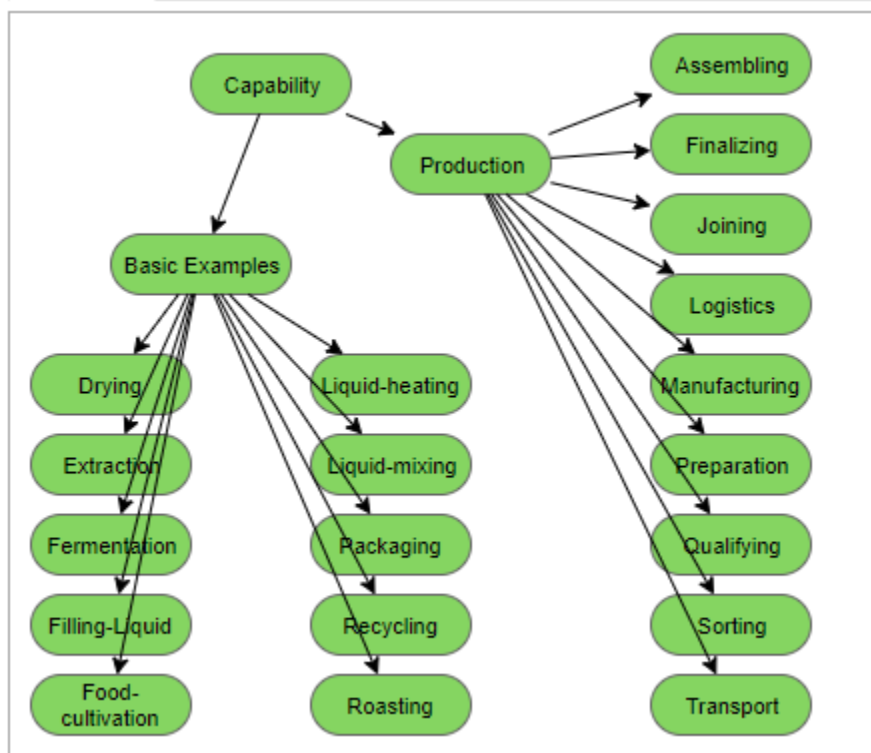 Capability
Production
Assembling
Finalizing
Joining
Logistics
Manufacturing
Preparation
Qualifying
Sorting
Transport
Basic Examples
Drying
Extraction
Fermentation
Filling-Liquid
Food-
cultivation
Liquid-heating
Liquid-mixing
Packaging
Recycling
Roasting